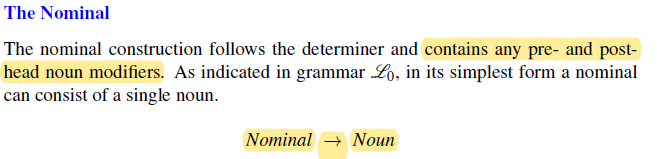 The Nominal
The nominal construction follows the determiner and contains any pre- and post-
head noun modifiers. As indicated in grammar ℒ₀, in its simplest form a nominal
can consist of a single noun.
Nominal → Noun